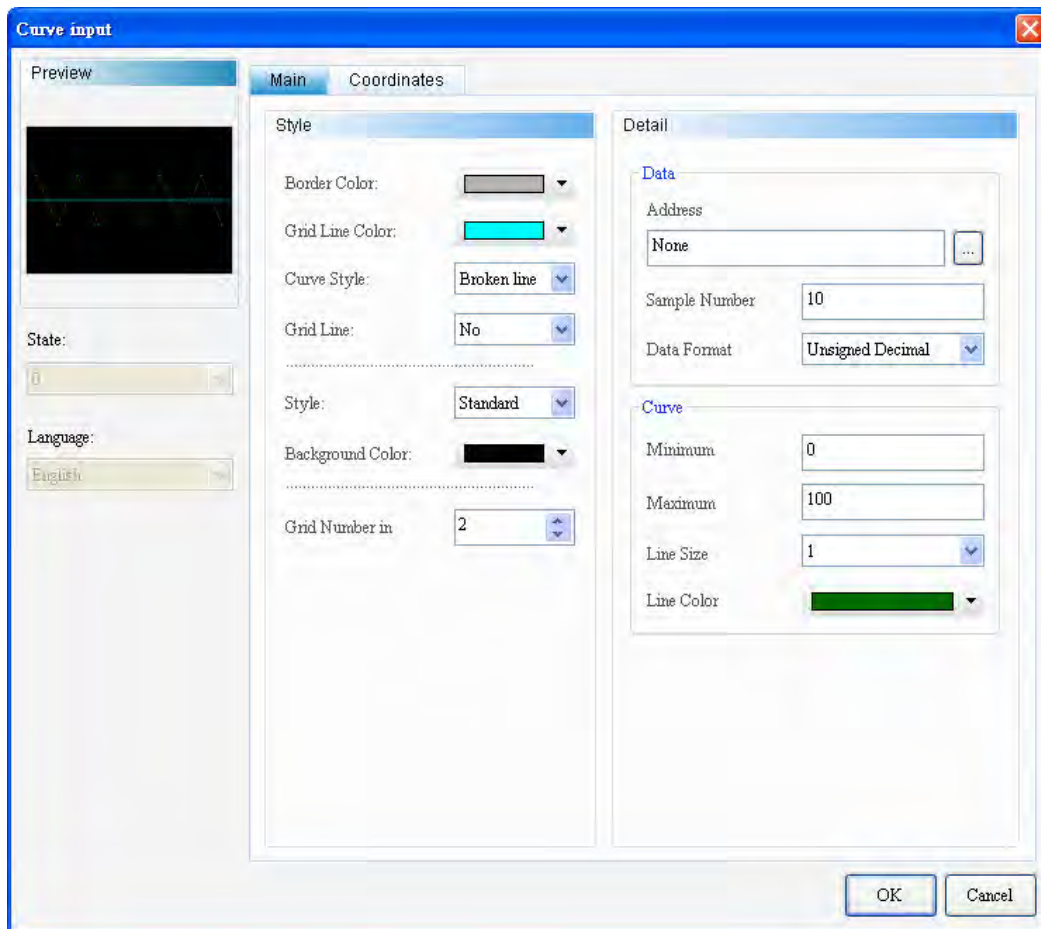 Curve input
Preview
State:
0
Language:
English
Main Coordinates
Style
Border Color:
Grid Line Color:
Curve Style: Broken line
Grid Line: No
Style: Standard
Background Color:
Grid Number in 2
Detail
Data
Address
None ...
Sample Number 10
Data Format Unsigned Decimal
Curve
Minimum 0
Maximum 100
Line Size 1
Line Color
OK Cancel